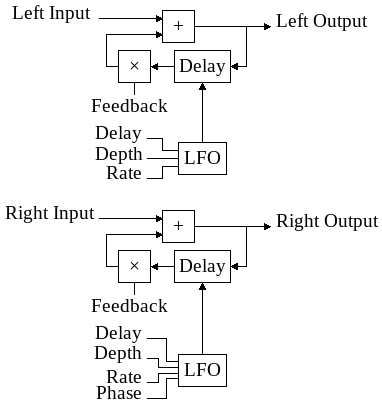 Left Input
+
Left Output
×
Delay
Feedback
Delay
Depth
Rate
LFO
Right Input
+
Right Output
×
Delay
Feedback
Delay
Depth
Rate
Phase
LFO